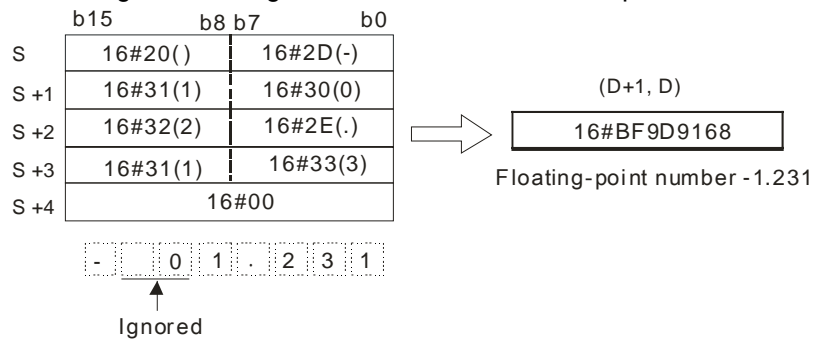 b15 b8 b7 b0
S 16#20( ) 16#2D(-)
S +1 16#31(1) 16#30(0)
S +2 16#32(2) 16#2E(.)
S +3 16#31(1) 16#33(3)
S +4 16#00
(D+1, D)
16#BF9D9168
Floating-point number -1.231
- 0 1 . 2 3 1
Ignored